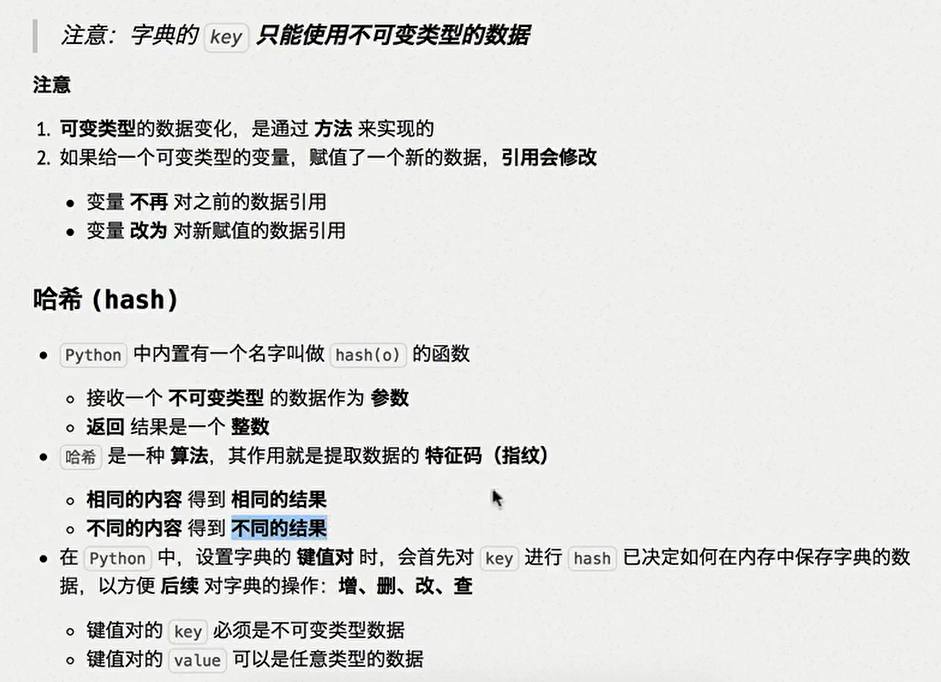 注意：字典的 key 只能使用不可变类型的数据
注意
1. 可变类型的数据变化，是通过 方法 来实现的
2. 如果给一个可变类型的变量，赋值了一个新的数据，引用会修改
• 变量 不再 对之前的数据引用
• 变量 改为 对新赋值的数据引用
哈希 (hash)
• Python 中内置有一个名字叫做 hash(o) 的函数
◦ 接收一个 不可变类型 的数据作为 参数
◦ 返回 结果是一个 整数
• 哈希 是一种 算法，其作用就是提取数据的 特征码（指纹）
◦ 相同的内容 得到 相同的结果
◦ 不同的内容 得到 不同的结果
• 在 Python 中，设置字典的 键值对 时，会首先对 key 进行 hash 已决定如何在内存中保存字典的数
据，以方便 后续 对字典的操作：增、删、改、查
◦ 键值对的 key 必须是不可变类型数据
◦ 键值对的 value 可以是任意类型的数据